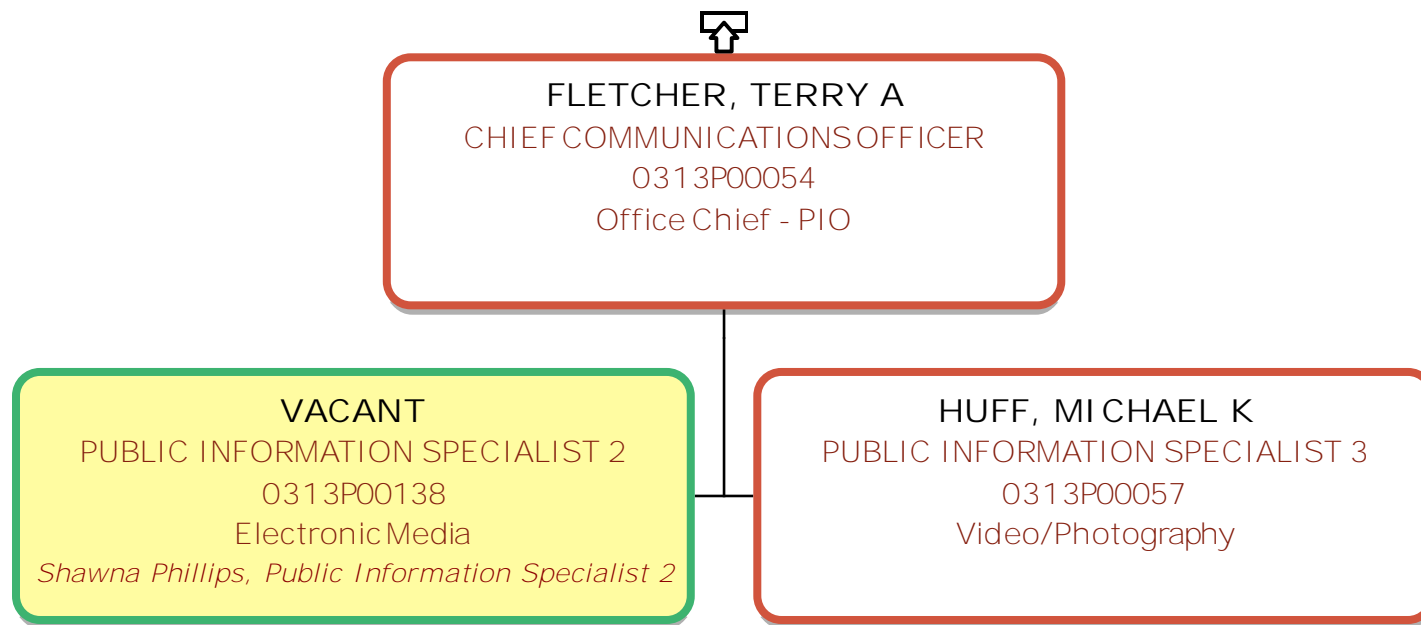 FLETCHER, TERRY A
CHIEF COMMUNICATIONS OFFICER
0313P00054
Office Chief - PIO
VACANT
PUBLIC INFORMATION SPECIALIST 2
0313P00138
Electronic Media
Shawna Phillips, Public Information Specialist 2
HUFF, MICHAEL K
PUBLIC INFORMATION SPECIALIST 3
0313P00057
Video/Photography